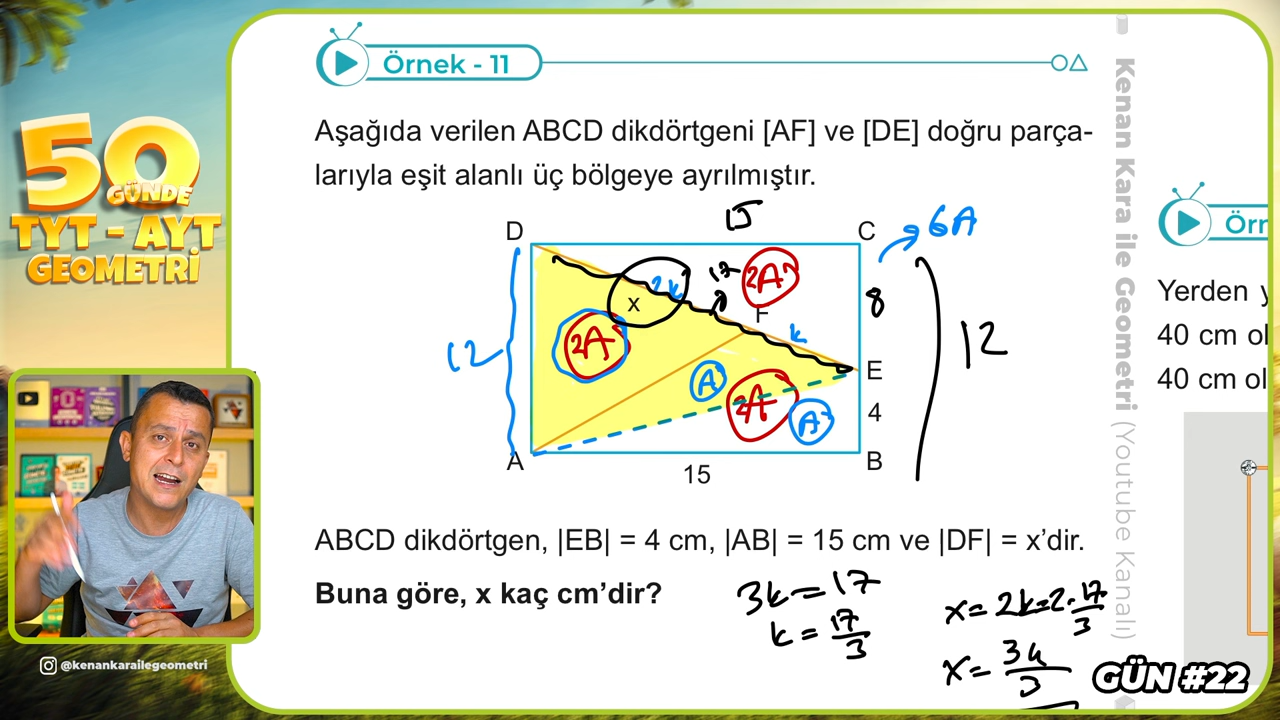 50
GÜNDE
TYT - AYT
GEOMETRİ
Örnek - 11
Aşağıda verilen ABCD dikdörtgeni [AF] ve [DE] doğru parça-
larıyla eşit alanlı üç bölgeye ayrılmıştır.
15
D
C
6A
2k
17
2A
8
x
F
12
2A
k
12
A
E
2A
A
4
A
15
B
ABCD dikdörtgen, |EB| = 4 cm, |AB| = 15 cm ve |DF| = x'dir.
Buna göre, x kaç cm'dir?
3k = 17
k = 17/3
x = 2k = 2 · 17/3
x = 34/3
Kenan Kara ile Geometri (Youtube Kanalı)
Örr
Yerden y
40 cm ol
40 cm ol
@kenankarailegeometri
GÜN #22